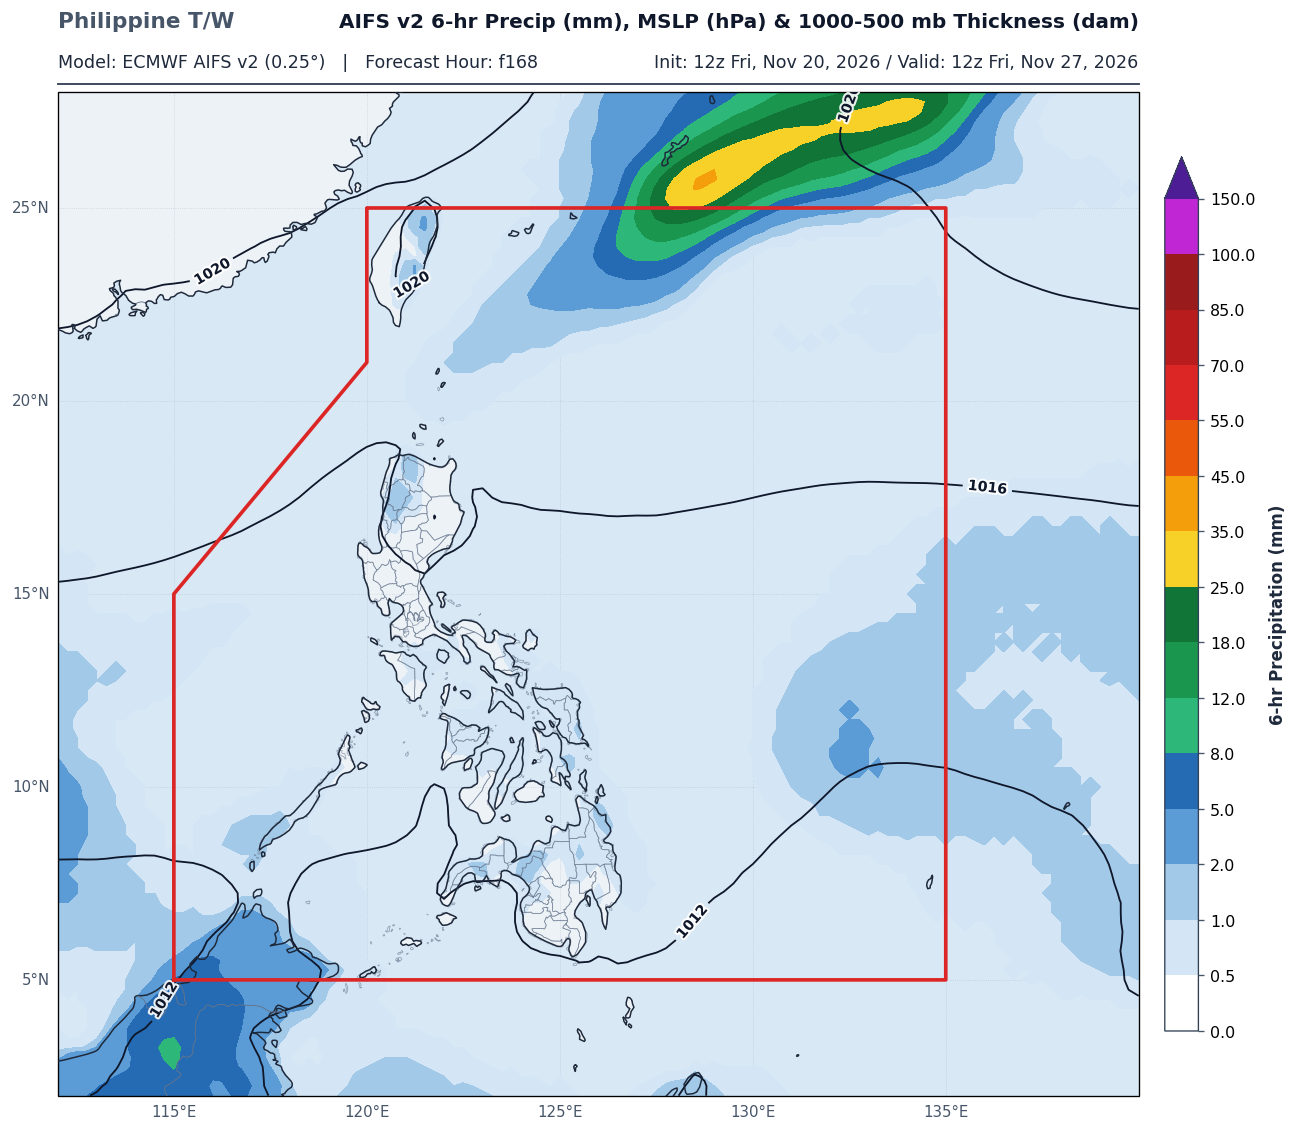 Philippine T/W
AIFS v2 6-hr Precip (mm), MSLP (hPa) & 1000-500 mb Thickness (dam)
Model: ECMWF AIFS v2 (0.25°) | Forecast Hour: f168
Init: 12z Fri, Nov 20, 2026 / Valid: 12z Fri, Nov 27, 2026
1020
1020
1020
1016
1012
1012
25°N
20°N
15°N
10°N
5°N
115°E
120°E
125°E
130°E
135°E
150.0
100.0
85.0
70.0
55.0
45.0
35.0
25.0
18.0
12.0
8.0
5.0
2.0
1.0
0.5
0.0
6-hr Precipitation (mm)